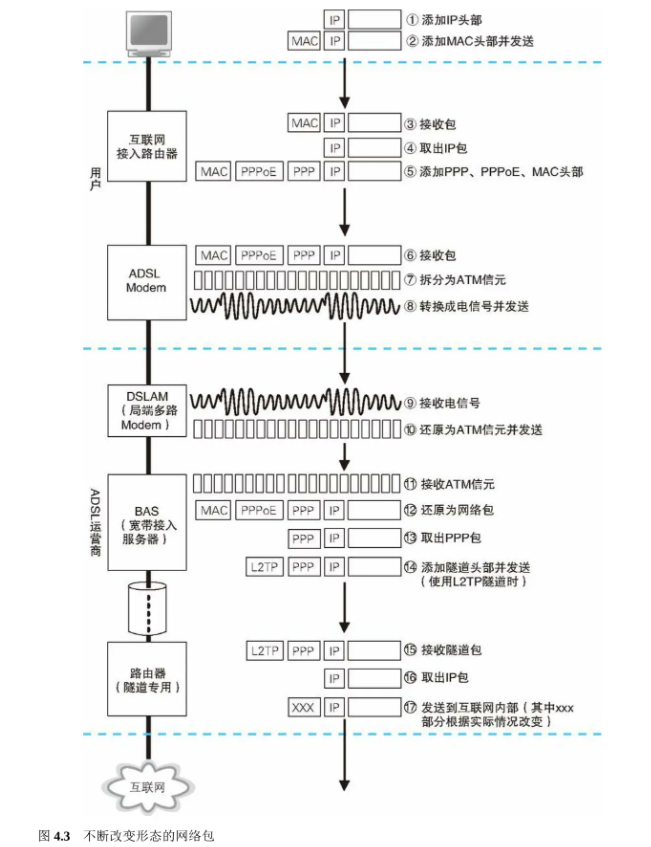 IP ① 添加IP头部
MAC IP ② 添加MAC头部并发送
互联网
接入路由器
用户
MAC IP ③ 接收包
IP ④ 取出IP包
MAC PPPoE PPP IP ⑤ 添加PPP、PPPoE、MAC头部
ADSL
Modem
MAC PPPoE PPP IP ⑥ 接收包
⑦ 拆分为ATM信元
⑧ 转换成电信号并发送
DSLAM
（局端多路
Modem）
⑨ 接收电信号
⑩ 还原为ATM信元并发送
ADSL运营商
BAS
（宽带接入
服务器）
⑪ 接收ATM信元
MAC PPPoE PPP IP ⑫ 还原为网络包
PPP IP ⑬ 取出PPP包
L2TP PPP IP ⑭ 添加隧道头部并发送
（使用L2TP隧道时）
路由器
（隧道专用）
L2TP PPP IP ⑮ 接收隧道包
IP ⑯ 取出IP包
XXX IP ⑰ 发送到互联网内部（其中xxx
部分根据实际情况改变）
互联网
图 4.3 不断改变形态的网络包